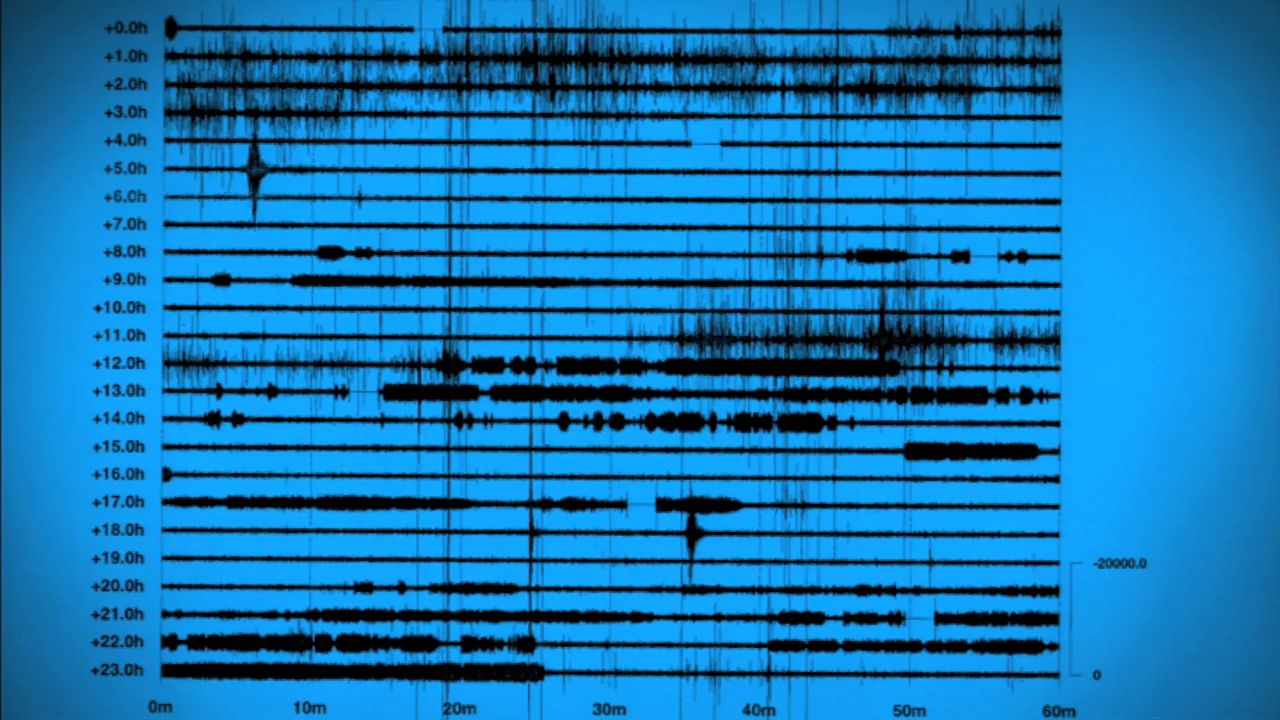 +0.0h
+1.0h
+2.0h
+3.0h
+4.0h
+5.0h
+6.0h
+7.0h
+8.0h
+9.0h
+10.0h
+11.0h
+12.0h
+13.0h
+14.0h
+15.0h
+16.0h
+17.0h
+18.0h
+19.0h
-20000.0
+20.0h
+21.0h
+22.0h
+23.0h
0
0m 10m 20m 30m 40m 50m 60m